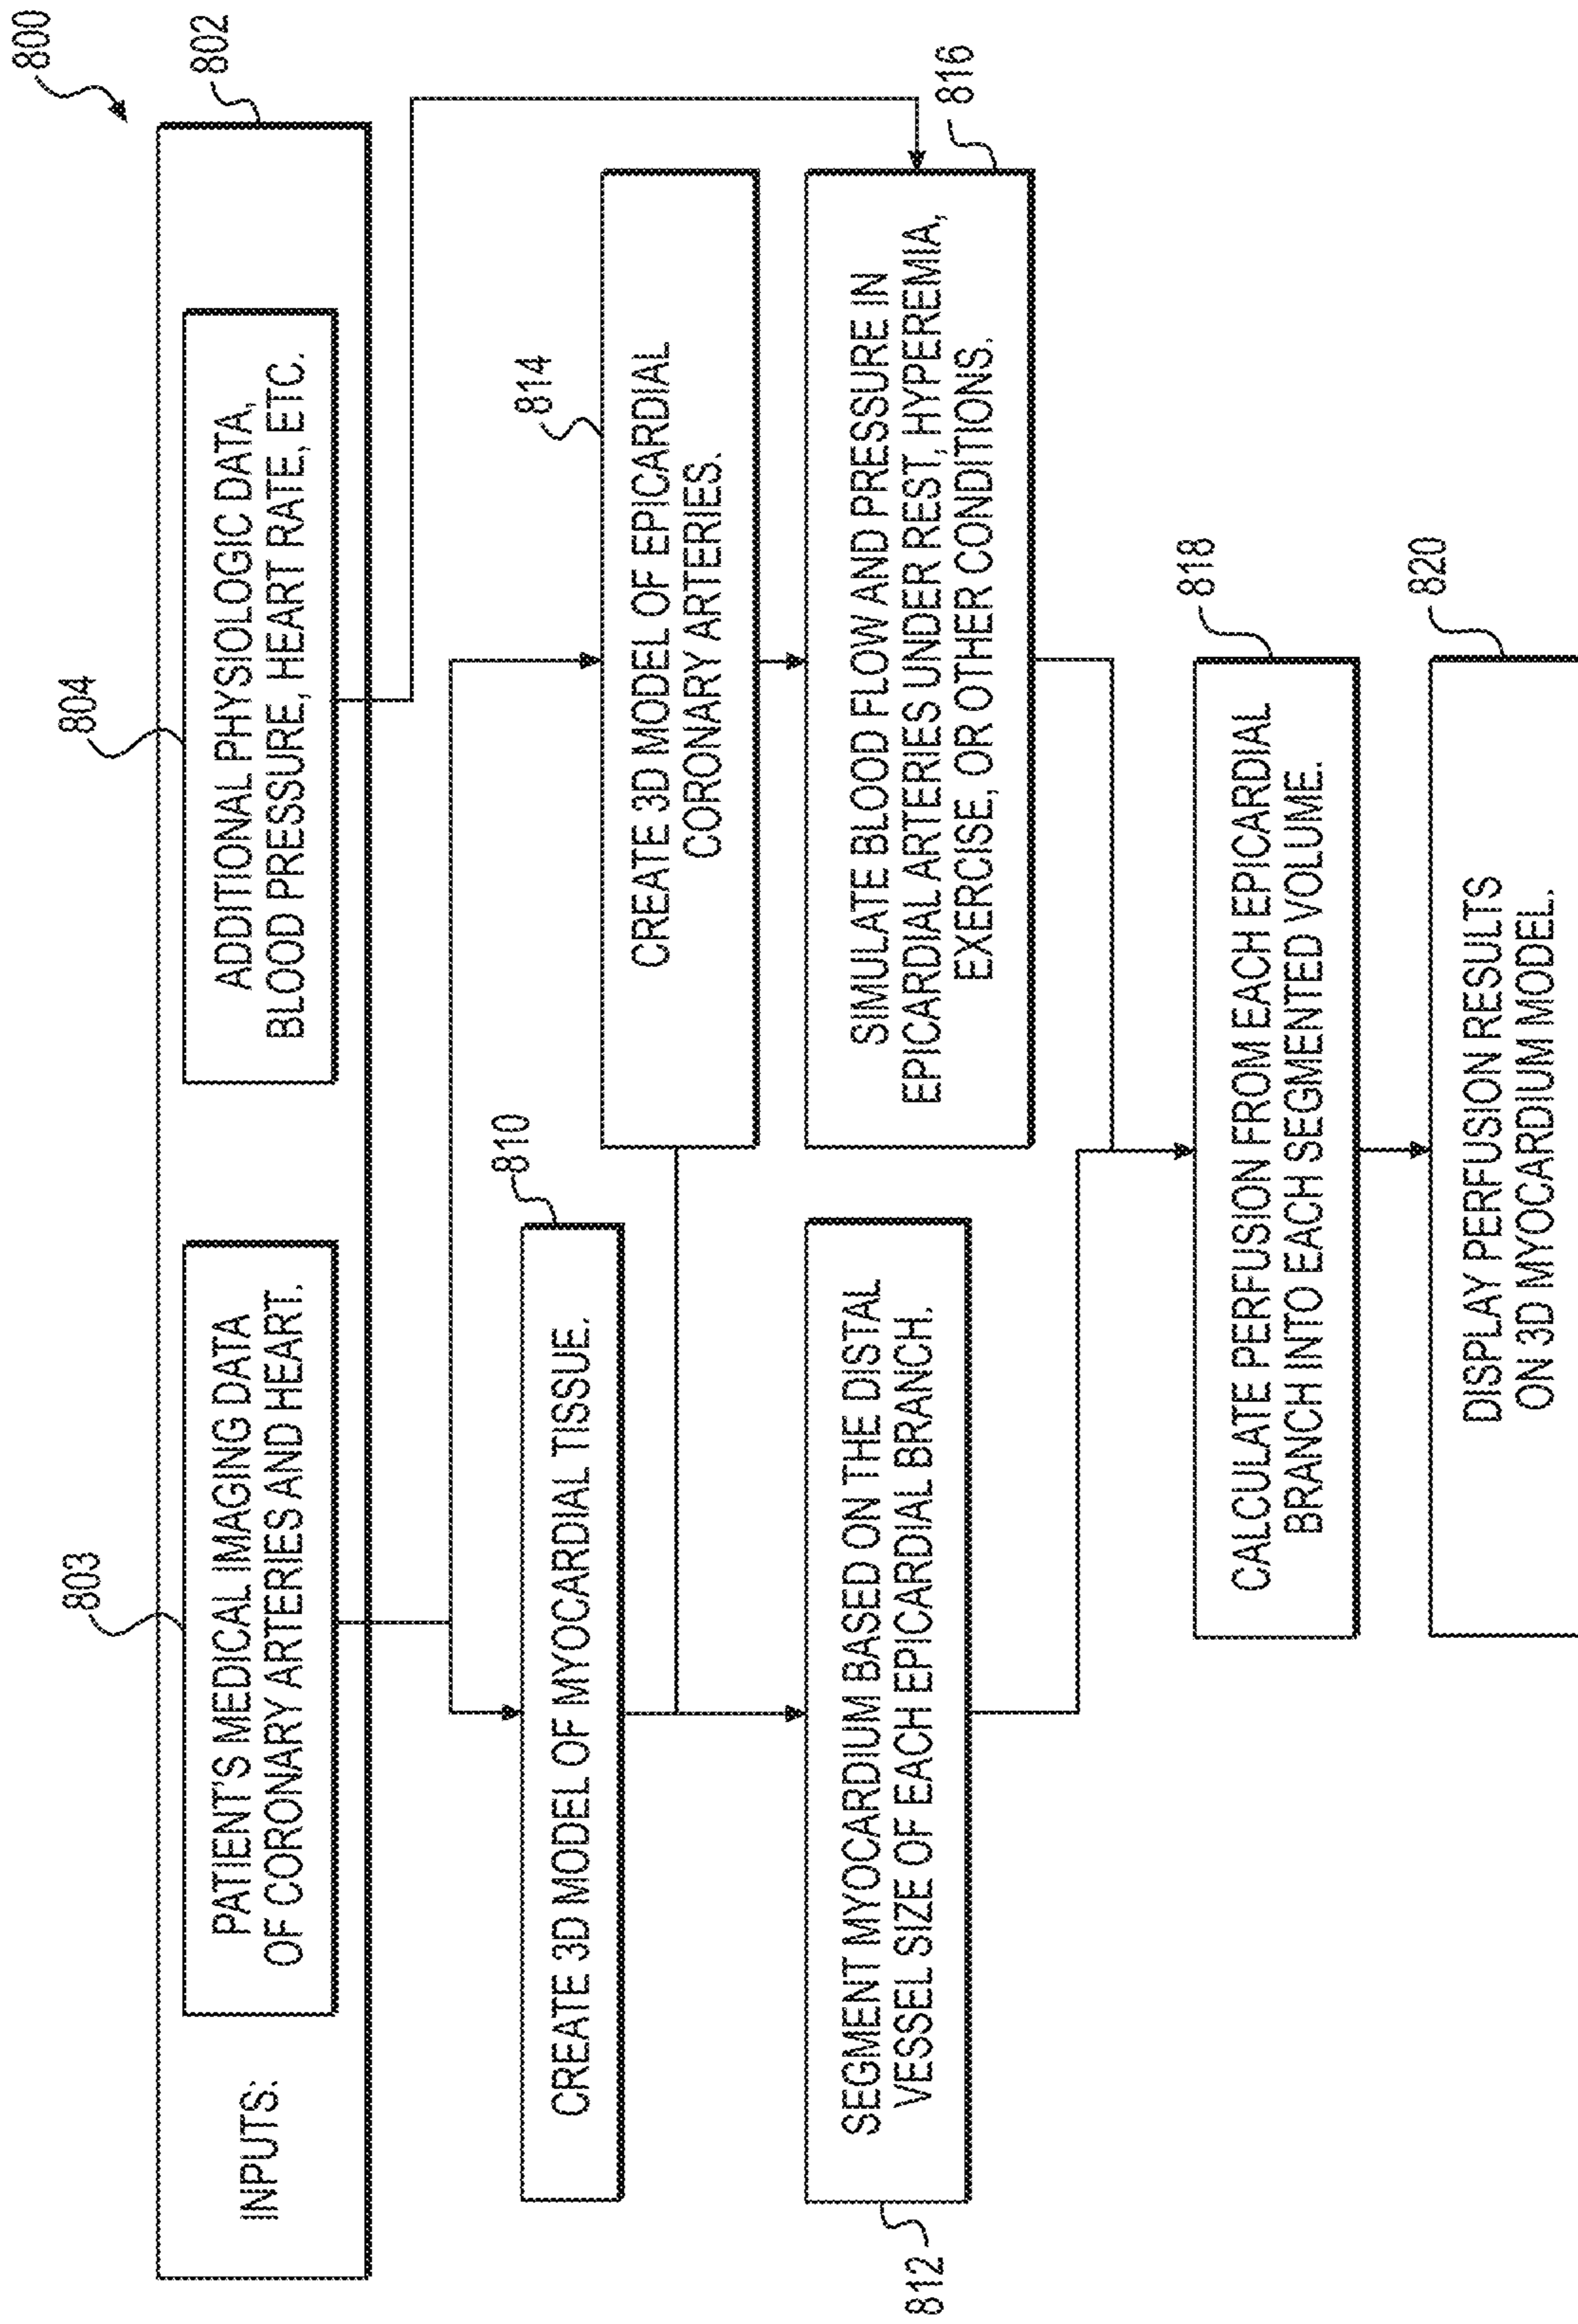 800
802
INPUTS:
803
PATIENT'S MEDICAL IMAGING DATA
OF CORONARY ARTERIES AND HEART.
804
ADDITIONAL PHYSIOLOGIC DATA,
BLOOD PRESSURE, HEART RATE, ETC.
810
CREATE 3D MODEL OF MYOCARDIAL TISSUE.
814
CREATE 3D MODEL OF EPICARDIAL
CORONARY ARTERIES.
812
SEGMENT MYOCARDIUM BASED ON THE DISTAL
VESSEL SIZE OF EACH EPICARDIAL BRANCH.
816
SIMULATE BLOOD FLOW AND PRESSURE IN
EPICARDIAL ARTERIES UNDER REST, HYPEREMIA,
EXERCISE, OR OTHER CONDITIONS.
818
CALCULATE PERFUSION FROM EACH EPICARDIAL
BRANCH INTO EACH SEGMENTED VOLUME.
820
DISPLAY PERFUSION RESULTS
ON 3D MYOCARDIUM MODEL.